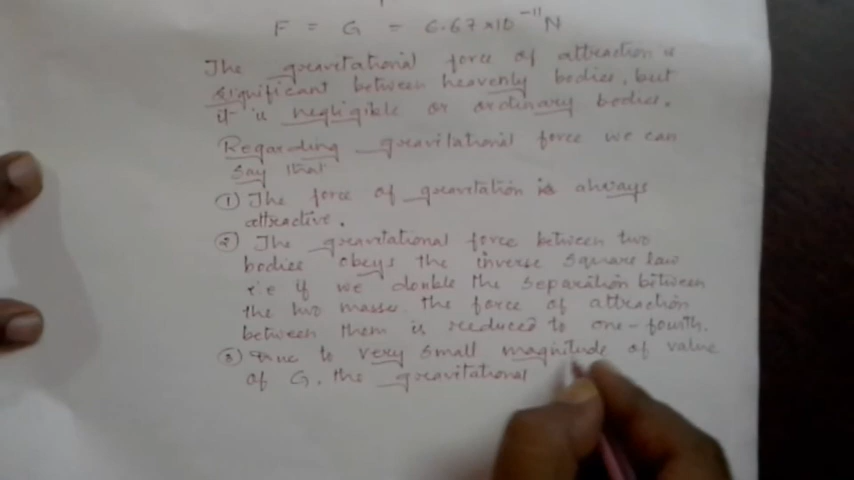 F = G = 6.67×10⁻¹¹ N
The gravitational force of attraction is
significant between heavenly bodies, but
it is negligible or ordinary bodies.
Regarding gravitational force we can
say that
① The force of gravitation is always
attractive.
② The gravitational force between two
bodies obeys the inverse square law
i.e if we double the separation between
the two masses the force of attraction
between them is reduced to one-fourth.
③ Due to very small magnitude of value
of G, the gravitational